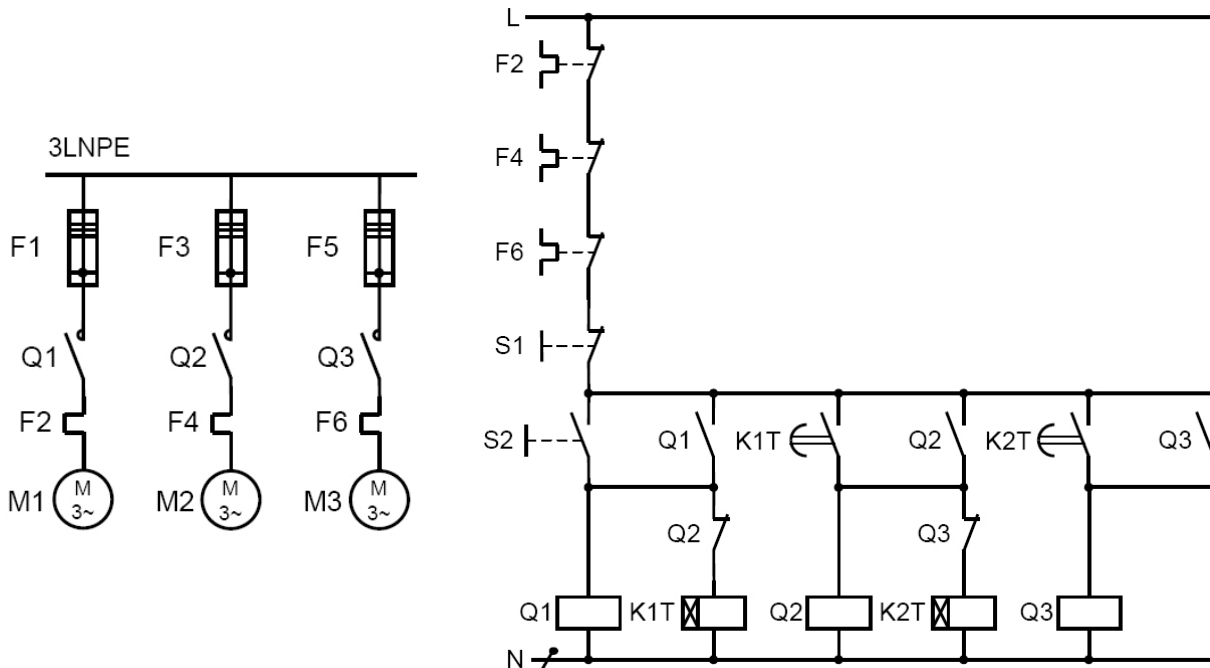 3LNPE
F1 F3 F5
Q1 Q2 Q3
F2 F4 F6
M1 M 3~ M2 M 3~ M3 M 3~
L
F2
F4
F6
S1
S2 Q1 K1T Q2 K2T Q3
Q2 Q3
Q1 K1T Q2 K2T Q3
N